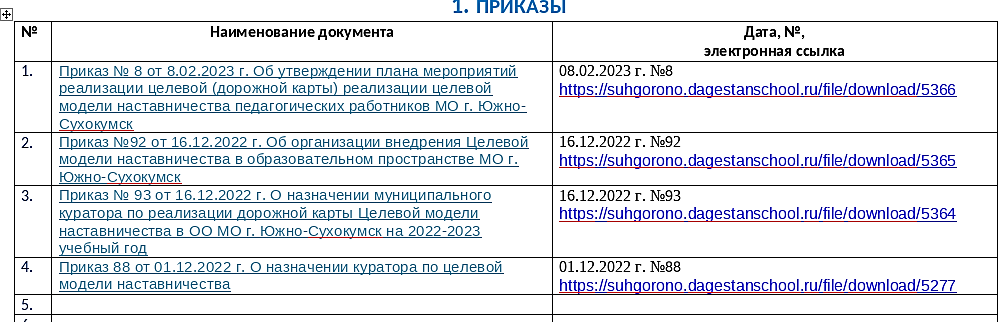 1. ПРИКАЗЫ
№
Наименование документа
Дата, №,
электронная ссылка
1.
Приказ № 8 от 8.02.2023 г. Об утверждении плана мероприятий
реализации целевой (дорожной карты) реализации целевой
модели наставничества педагогических работников МО г. Южно-
Сухокумск
08.02.2023 г. №8
https://suhgorono.dagestanschool.ru/file/download/5366
2.
Приказ №92 от 16.12.2022 г. Об организации внедрения Целевой
модели наставничества в образовательном пространстве МО г.
Южно-Сухокумск
16.12.2022 г. №92
https://suhgorono.dagestanschool.ru/file/download/5365
3.
Приказ № 93 от 16.12.2022 г. О назначении муниципального
куратора по реализации дорожной карты Целевой модели
наставничества в ОО МО г. Южно-Сухокумск на 2022-2023
учебный год
16.12.2022 г. №93
https://suhgorono.dagestanschool.ru/file/download/5364
4.
Приказ 88 от 01.12.2022 г. О назначении куратора по целевой
модели наставничества
01.12.2022 г. №88
https://suhgorono.dagestanschool.ru/file/download/5277
5.